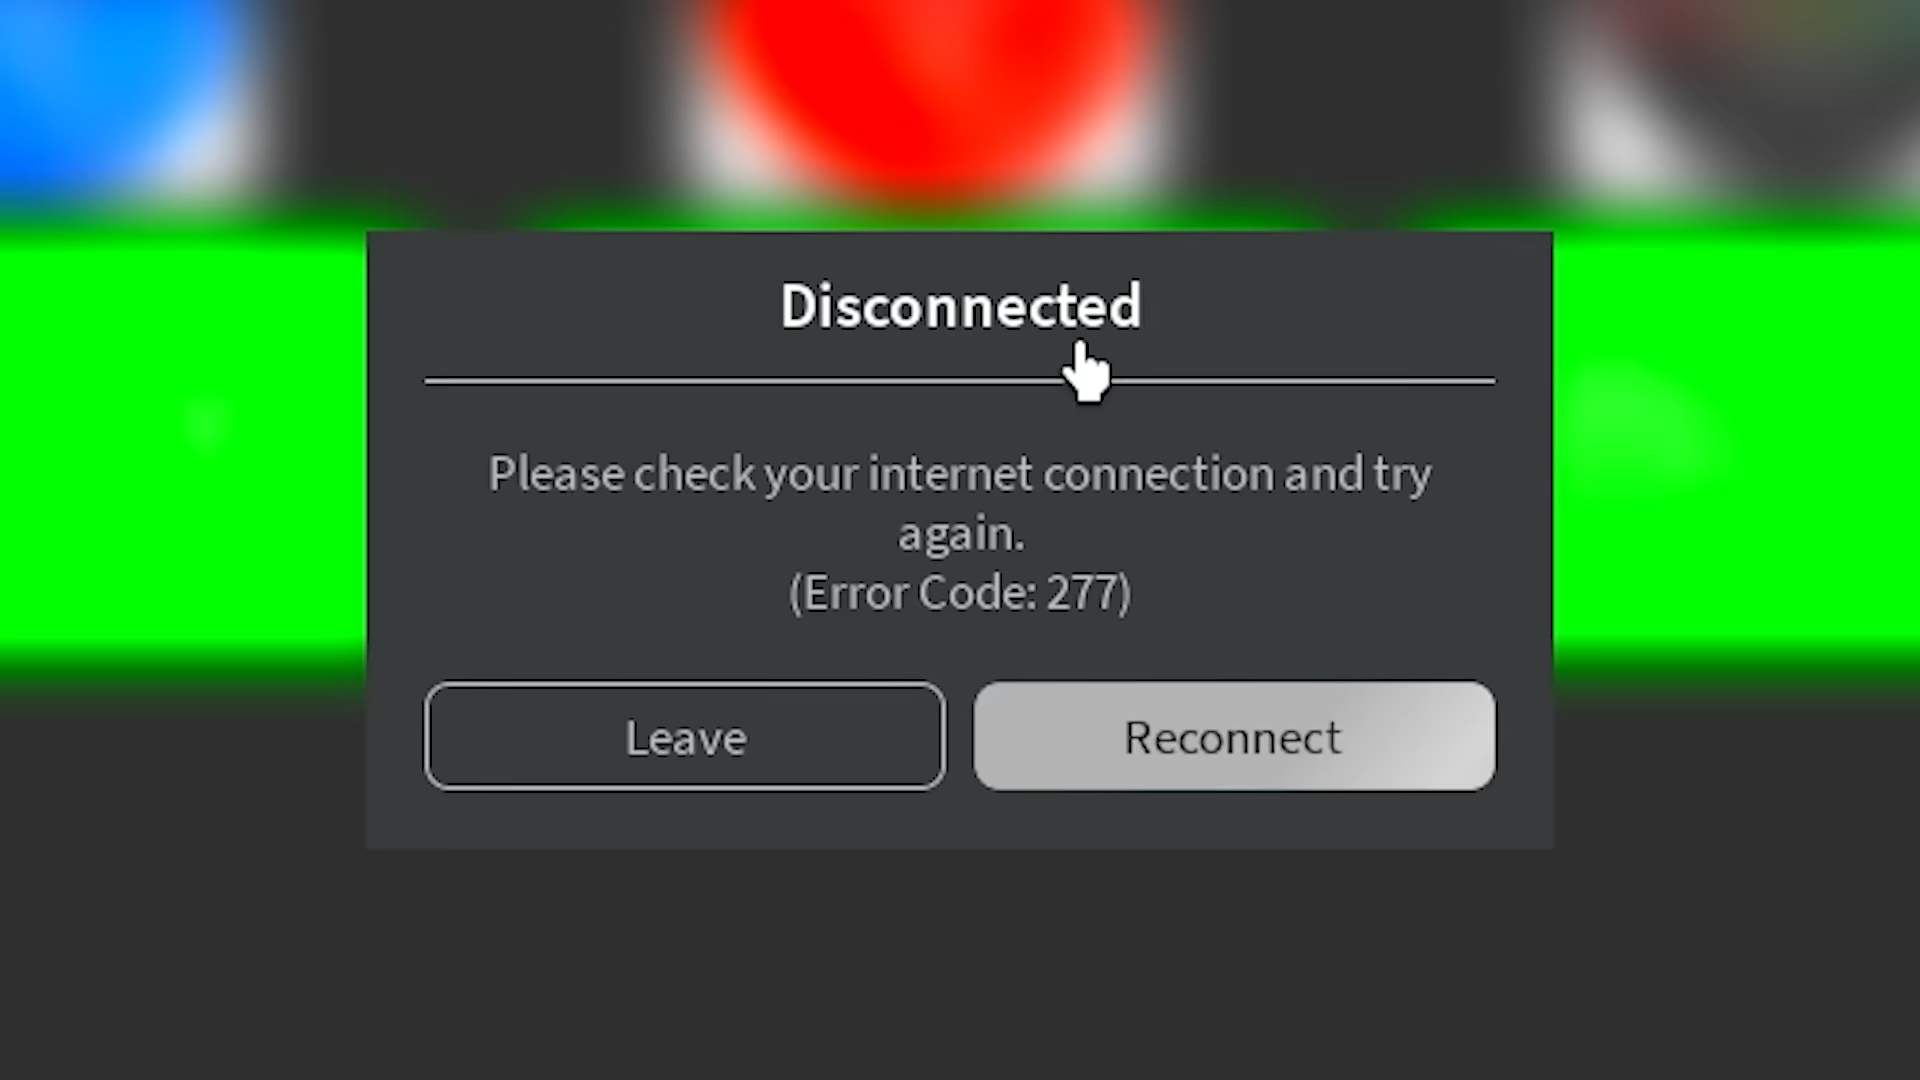 Disconnected
Please check your internet connection and try
again.
(Error Code: 277)
Leave
Reconnect